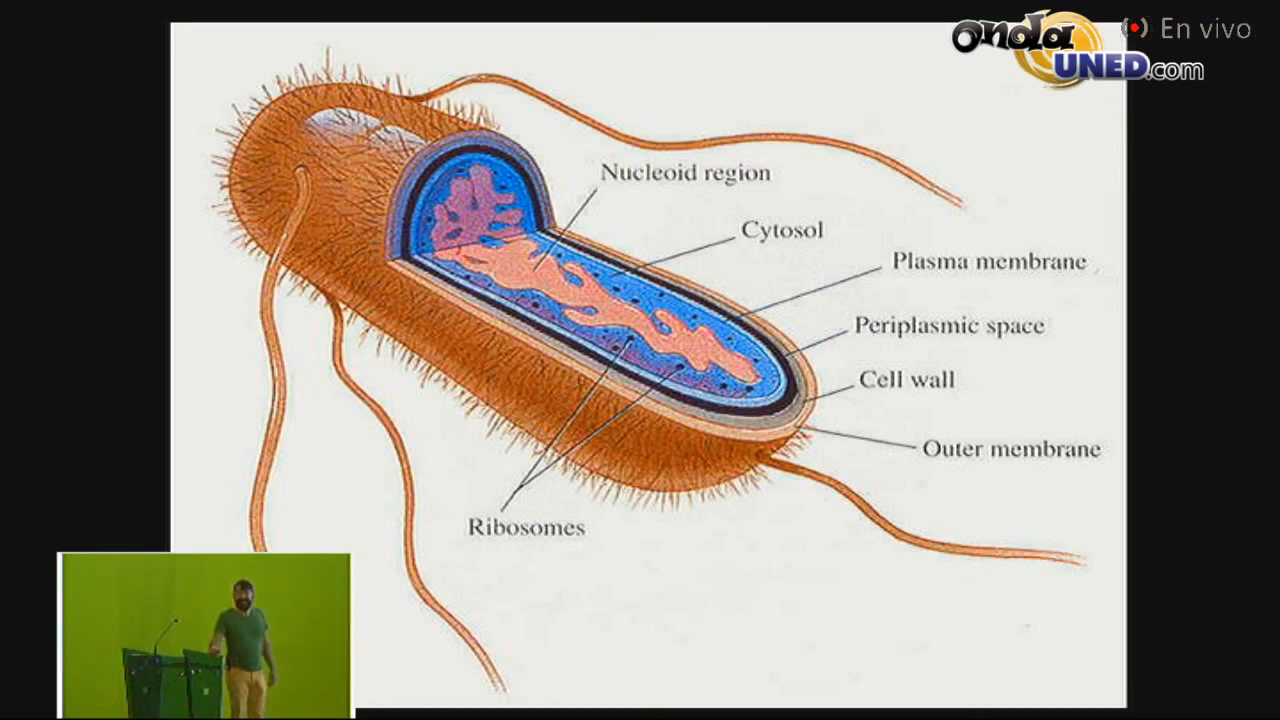 onda
UNED.com
En vivo
Nucleoid region
Cytosol
Plasma membrane
Periplasmic space
Cell wall
Outer membrane
Ribosomes